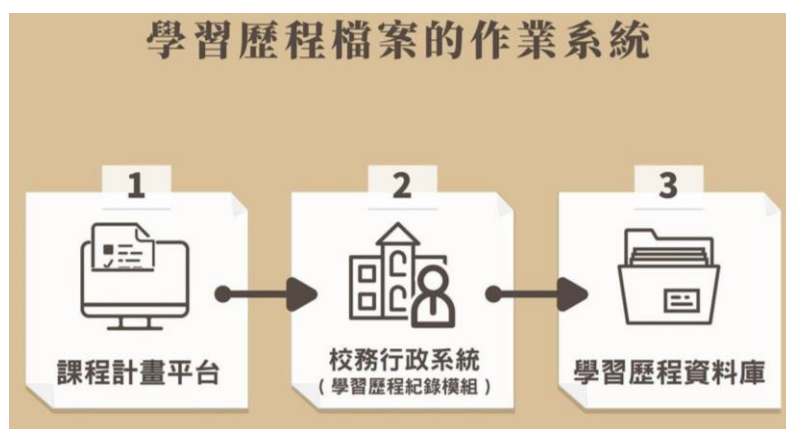 學習歷程檔案的作業系統
1
2
3
課程計畫平台
校務行政系統
(學習歷程紀錄模組)
學習歷程資料庫